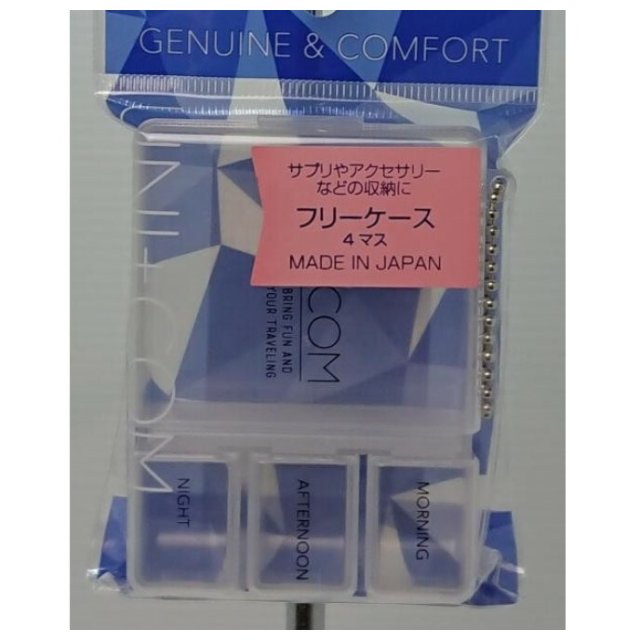 GENUINE & COMFORT
サプリやアクセサリー
などの収納に
フリーケース
4マス
MADE IN JAPAN
COM
BRING FUN AND
YOUR TRAVELING
NIGHT
AFTERNOON
MORNING